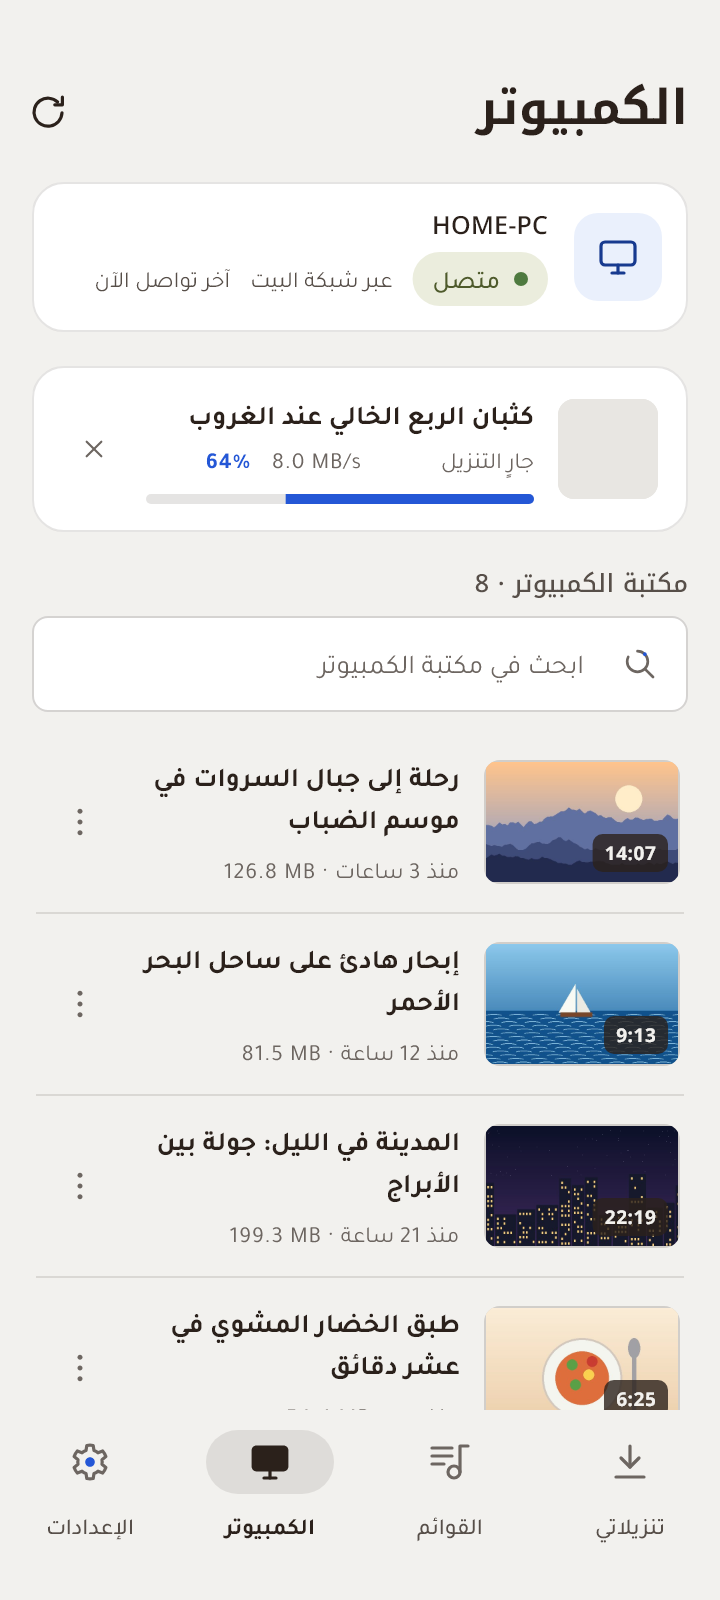 الكمبيوتر
HOME-PC
متصل عبر شبكة البيت آخر تواصل الآن
كثبان الربع الخالي عند الغروب
جارٍ التنزيل 8.0 MB/s 64%
مكتبة الكمبيوتر · 8
ابحث في مكتبة الكمبيوتر
رحلة إلى جبال السروات في
موسم الضباب
منذ 3 ساعات · 126.8 MB
14:07
إبحار هادئ على ساحل البحر
الأحمر
منذ 12 ساعة · 81.5 MB
9:13
المدينة في الليل: جولة بين
الأبراج
منذ 21 ساعة · 199.3 MB
22:19
طبق الخضار المشوي في
عشر دقائق
6:25
تنزيلاتي القوائم الكمبيوتر الإعدادات